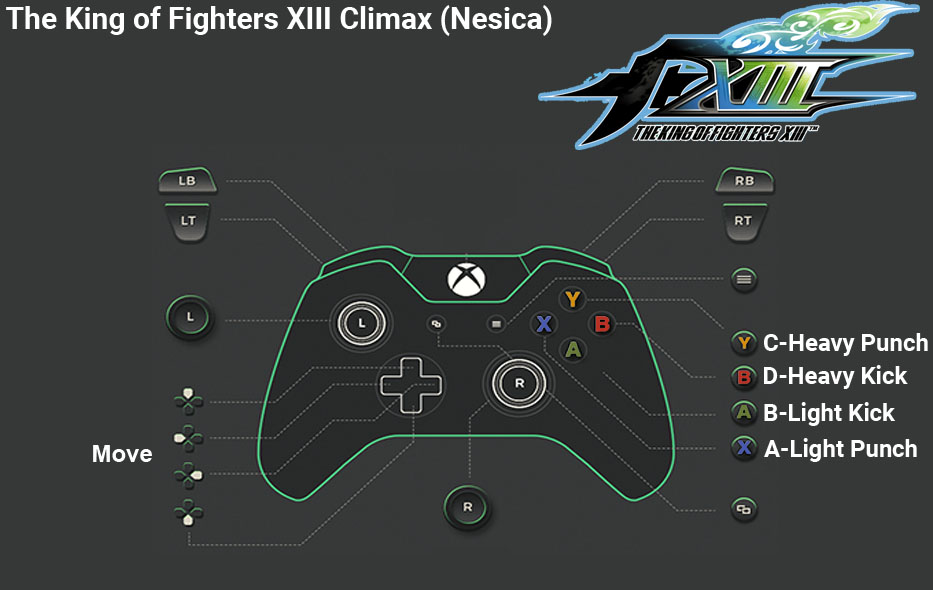 The King of Fighters XIII Climax (Nesica)
XIII
THE KING OF FIGHTERS XIII™
LB
RB
LT
RT
L
L
Y
X
B
A
R
Y C-Heavy Punch
B D-Heavy Kick
A B-Light Kick
X A-Light Punch
Move
R